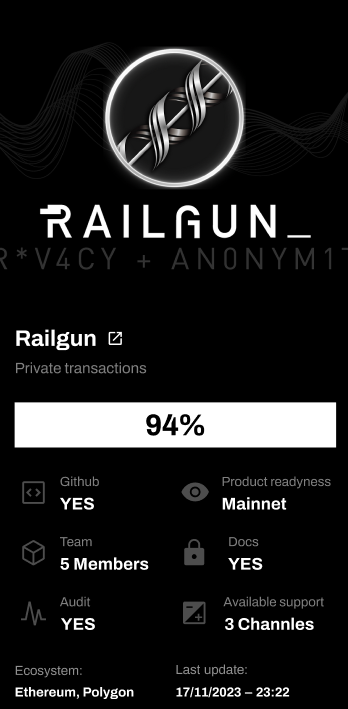 RAILGUN_
R*V4CY + AN0NYM1T
Railgun
Private transactions
94%
Github
YES
Product readyness
Mainnet
Team
5 Members
Docs
YES
Audit
YES
Available support
3 Channles
Ecosystem:
Ethereum, Polygon
Last update:
17/11/2023 – 23:22